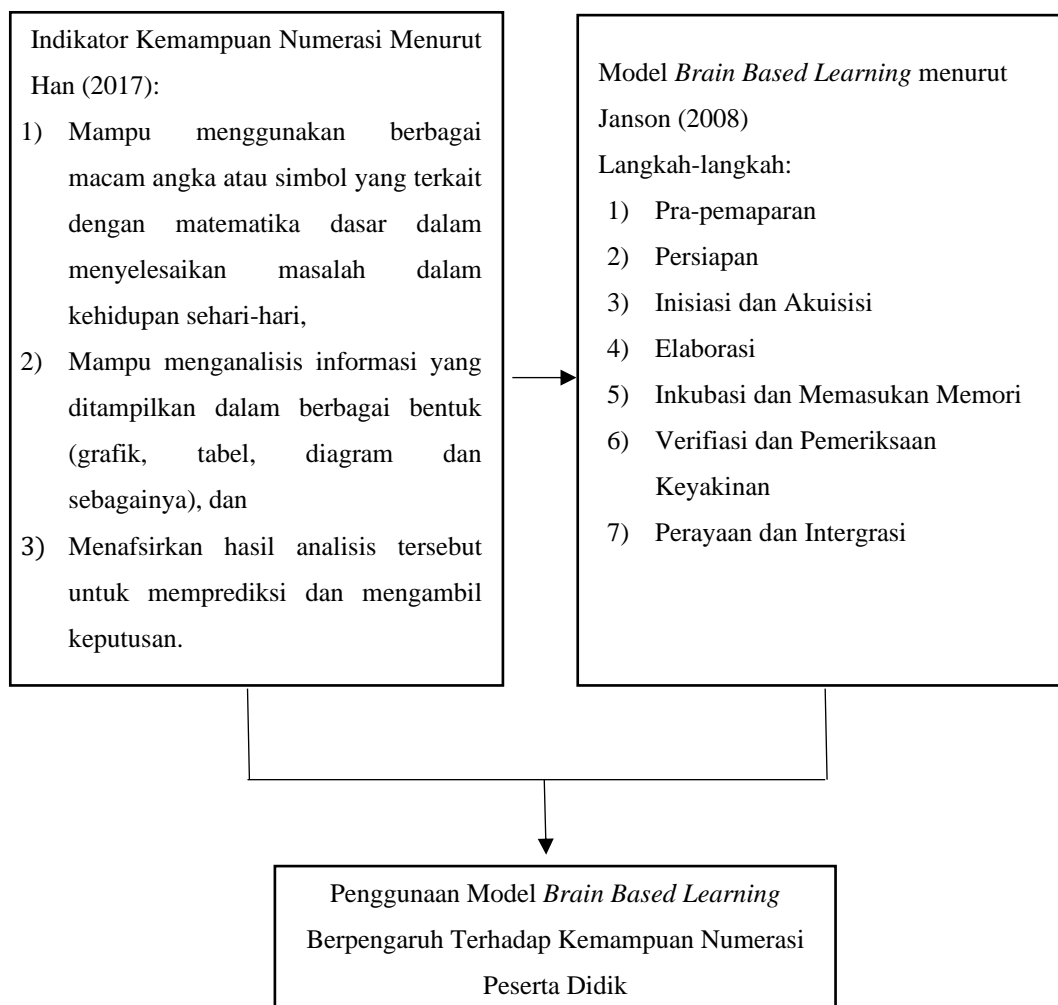 Indikator Kemampuan Numerasi Menurut
Han (2017):
1) Mampu menggunakan berbagai
macam angka atau simbol yang terkait
dengan matematika dasar dalam
menyelesaikan masalah dalam
kehidupan sehari-hari,
2) Mampu menganalisis informasi yang
ditampilkan dalam berbagai bentuk
(grafik, tabel, diagram dan
sebagainya), dan
3) Menafsirkan hasil analisis tersebut
untuk memprediksi dan mengambil
keputusan.
Model Brain Based Learning menurut
Janson (2008)
Langkah-langkah:
1) Pra-pemaparan
2) Persiapan
3) Inisiasi dan Akuisisi
4) Elaborasi
5) Inkubasi dan Memasukan Memori
6) Verifiasi dan Pemeriksaan
Keyakinan
7) Perayaan dan Intergrasi
Penggunaan Model Brain Based Learning
Berpengaruh Terhadap Kemampuan Numerasi
Peserta Didik